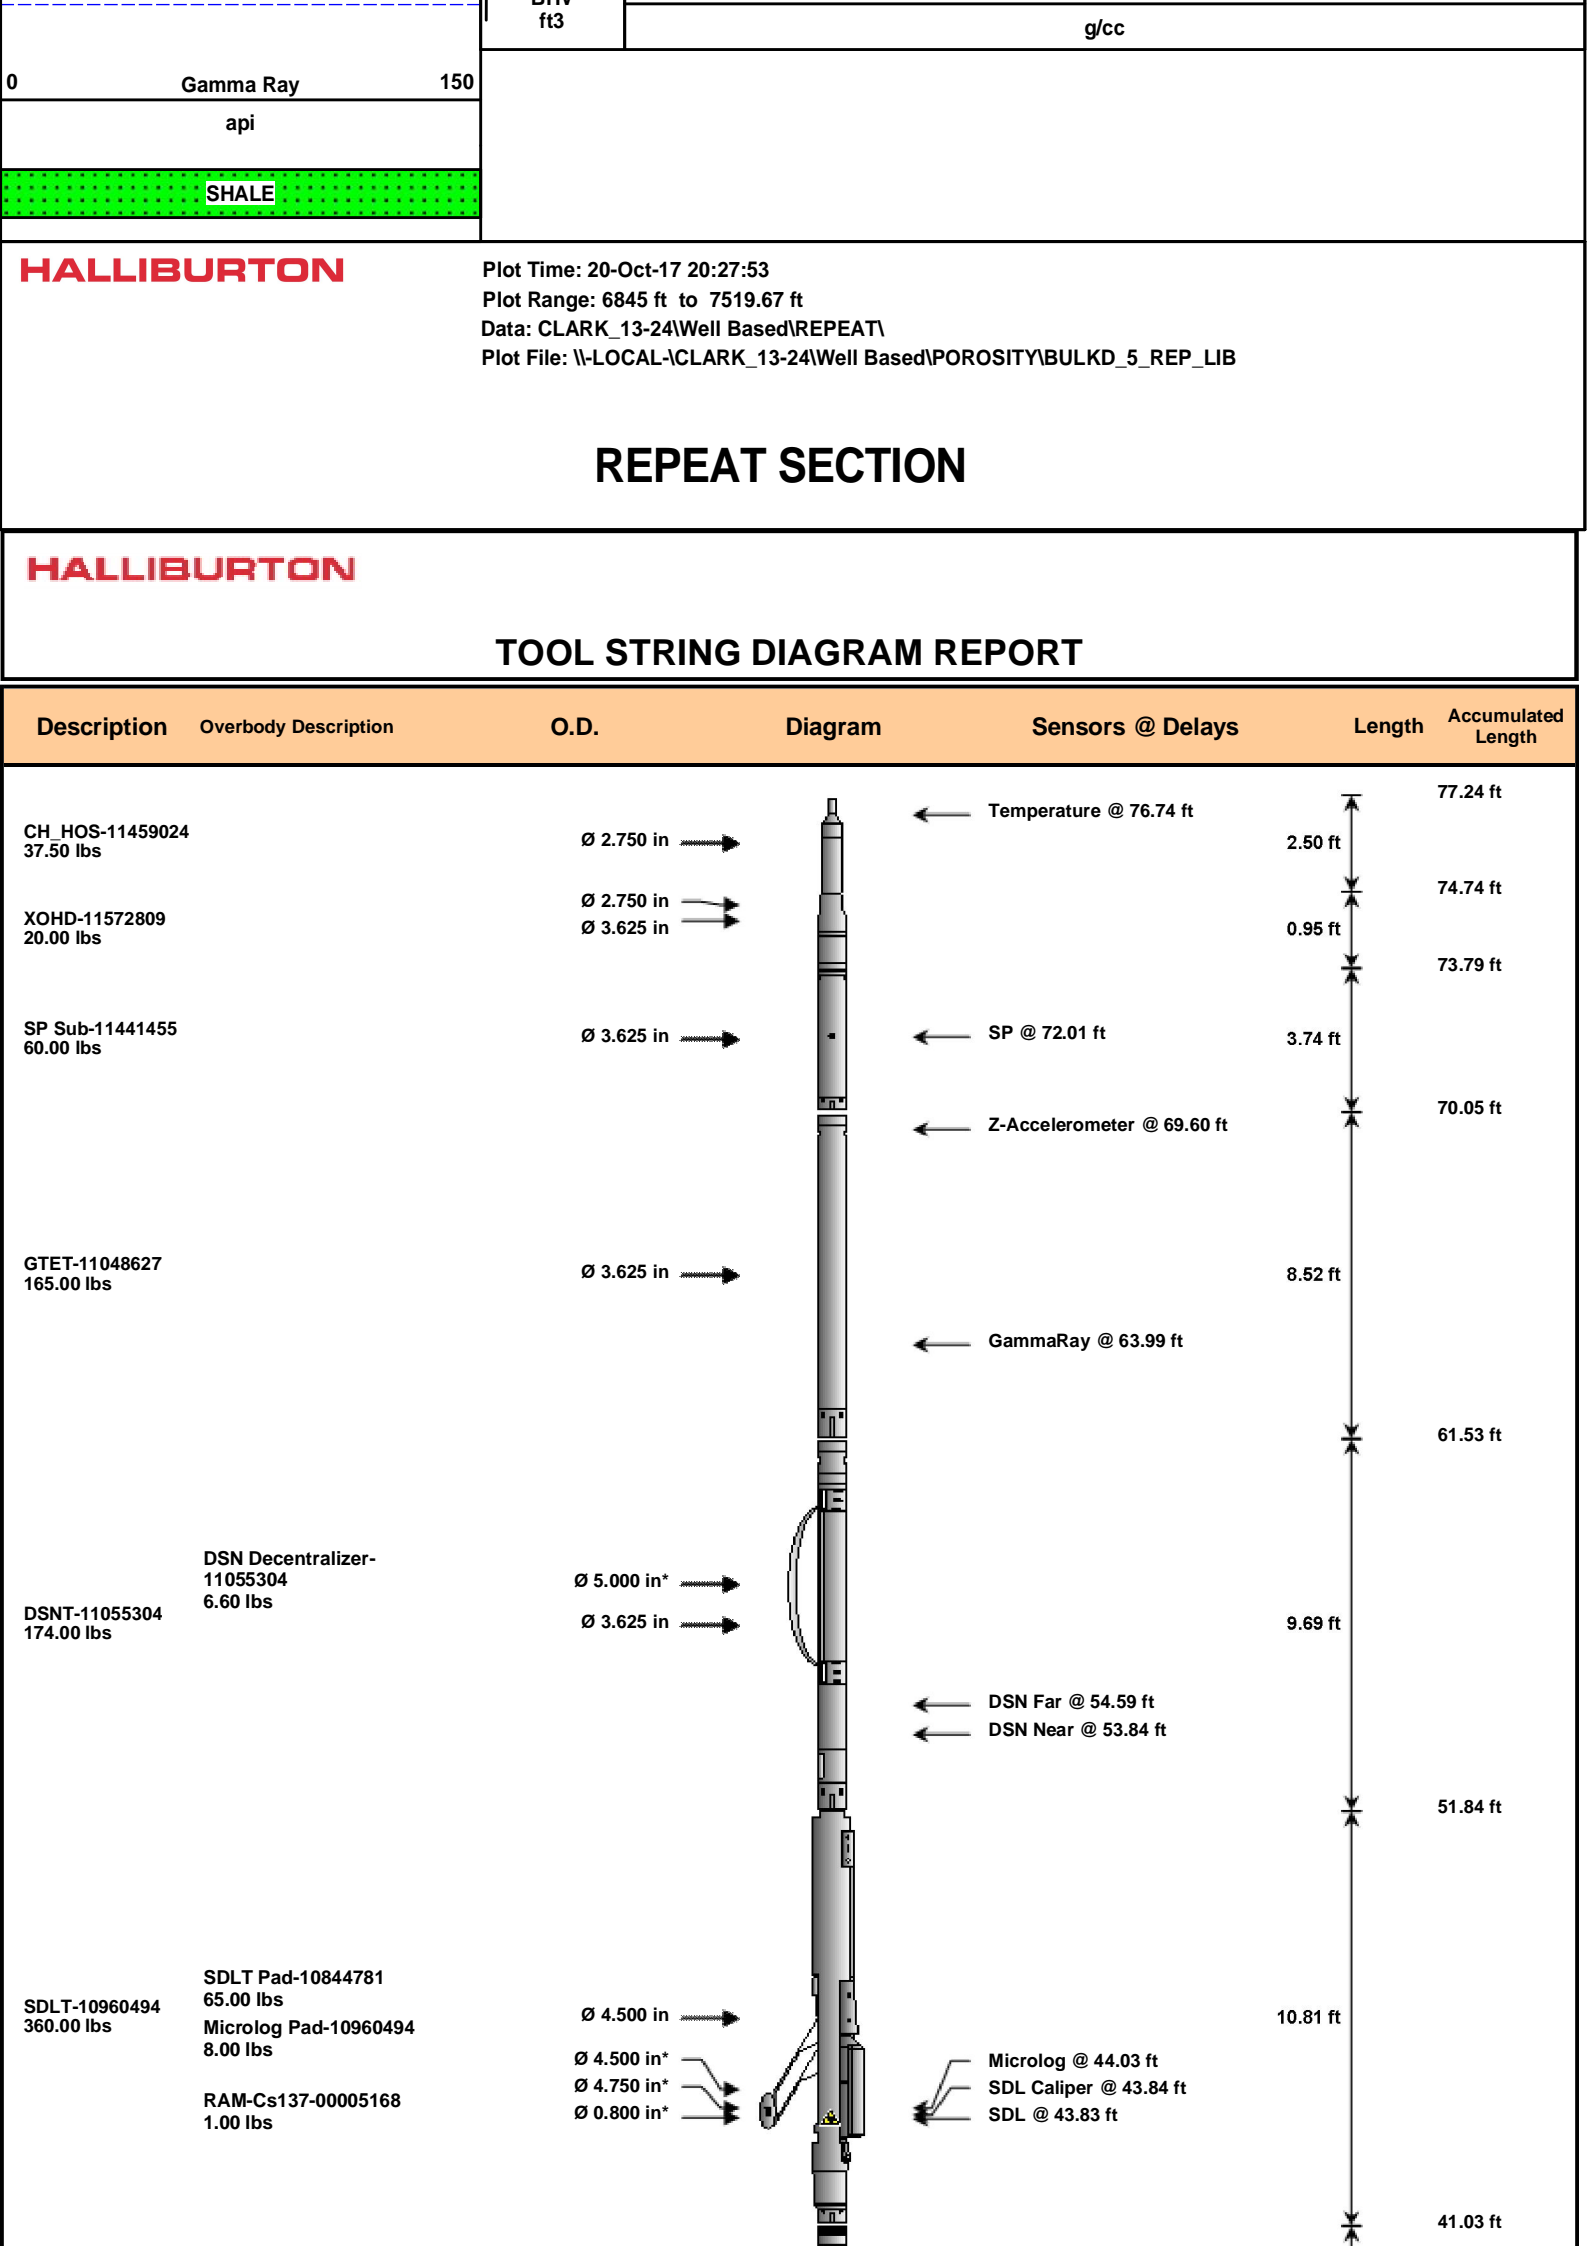 ft3
g/cc
0 Gamma Ray 150
api
SHALE
HALLIBURTON
Plot Time: 20-Oct-17 20:27:53
Plot Range: 6845 ft to 7519.67 ft
Data: CLARK_13-24\Well Based\REPEAT\
Plot File: \\-LOCAL-\CLARK_13-24\Well Based\POROSITY\BULKD_5_REP_LIB
REPEAT SECTION
HALLIBURTON
TOOL STRING DIAGRAM REPORT
Description Overbody Description O.D. Diagram Sensors @ Delays Length Accumulated Length
77.24 ft
Temperature @ 76.74 ft
CH_HOS-11459024
37.50 lbs
Ø 2.750 in
2.50 ft
74.74 ft
Ø 2.750 in
XOHD-11572809
20.00 lbs
Ø 3.625 in
0.95 ft
73.79 ft
SP Sub-11441455
60.00 lbs
Ø 3.625 in
SP @ 72.01 ft
3.74 ft
70.05 ft
Z-Accelerometer @ 69.60 ft
GTET-11048627
165.00 lbs
Ø 3.625 in
8.52 ft
GammaRay @ 63.99 ft
61.53 ft
DSN Decentralizer-
11055304
6.60 lbs
Ø 5.000 in*
DSNT-11055304
174.00 lbs
Ø 3.625 in
9.69 ft
DSN Far @ 54.59 ft
DSN Near @ 53.84 ft
51.84 ft
SDLT Pad-10844781
65.00 lbs
SDLT-10960494
360.00 lbs
Microlog Pad-10960494
8.00 lbs
Ø 4.500 in
10.81 ft
Ø 4.500 in*
Microlog @ 44.03 ft
Ø 4.750 in*
SDL Caliper @ 43.84 ft
RAM-Cs137-00005168
1.00 lbs
Ø 0.800 in*
SDL @ 43.83 ft
41.03 ft